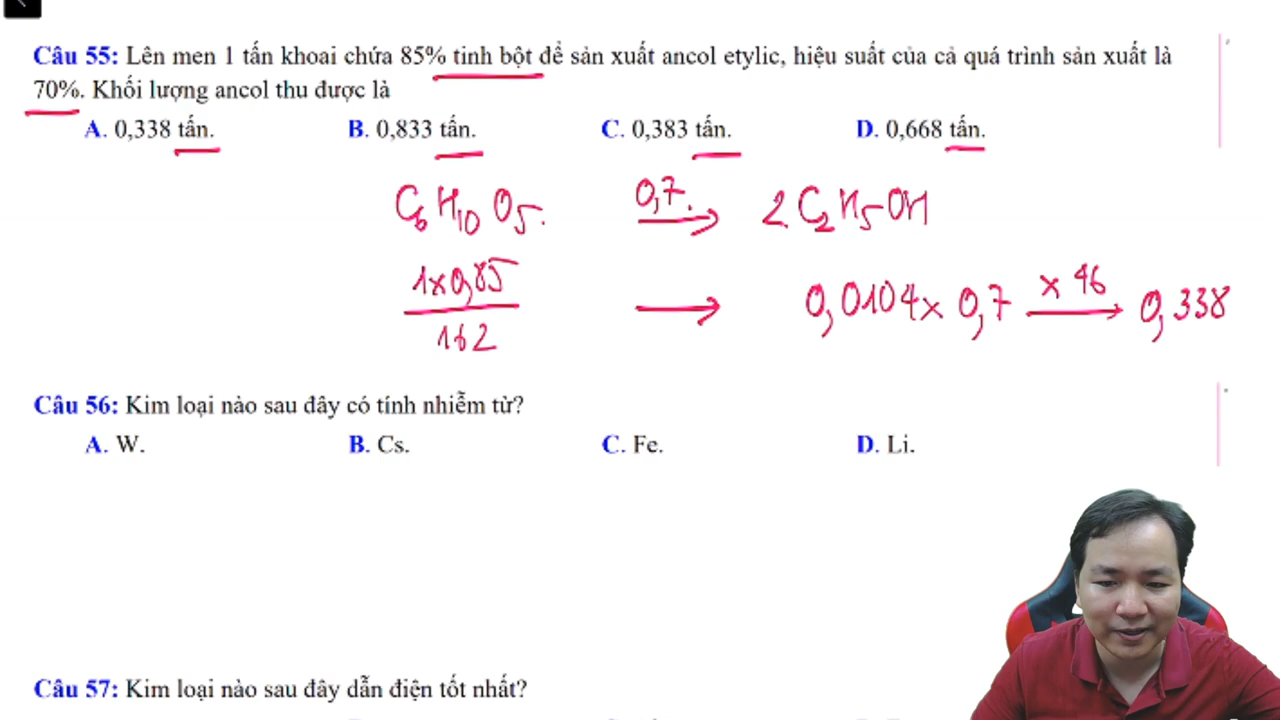 Câu 55: Lên men 1 tấn khoai chứa 85% tinh bột để sản xuất ancol etylic, hiệu suất của cả quá trình sản xuất là
70%. Khối lượng ancol thu được là
A. 0,338 tấn. B. 0,833 tấn. C. 0,383 tấn. D. 0,668 tấn.
C6H10O5. 0,7. → 2C2H5OH
1x0,85
162
→ 0,0104 x 0,7 x 46 → 0,338
Câu 56: Kim loại nào sau đây có tính nhiễm từ?
A. W. B. Cs. C. Fe. D. Li.
Câu 57: Kim loại nào sau đây dẫn điện tốt nhất?